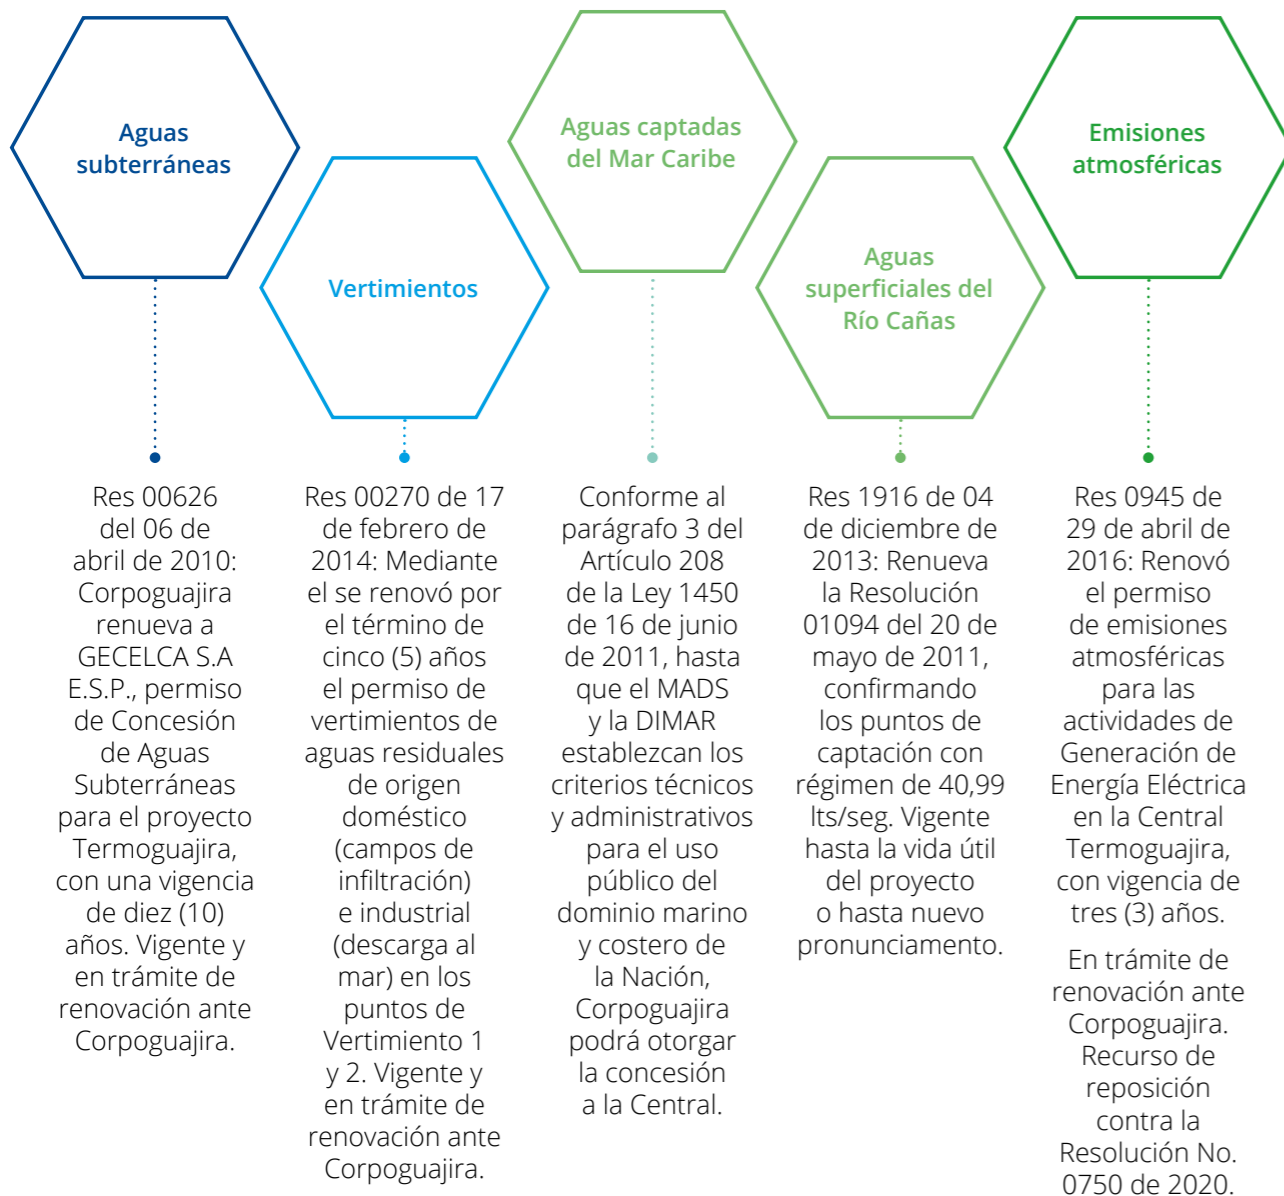 Aguas
subterráneas
Res 00626
del 06 de
abril de 2010:
Corpoguajira
renueva a
GECELCA S.A
E.S.P., permiso
de Concesión
de Aguas
Subterráneas
para el proyecto
Termoguajira,
con una vigencia
de diez (10)
años. Vigente y
en trámite de
renovación ante
Corpoguajira.
Vertimientos
Res 00270 de 17
de febrero de
2014: Mediante
el se renovó por
el término de
cinco (5) años
el permiso de
vertimientos de
aguas residuales
de origen
doméstico
(campos de
infiltración)
e industrial
(descarga al
mar) en los
puntos de
Vertimiento 1
y 2. Vigente y
en trámite de
renovación ante
Corpoguajira.
Aguas captadas
del Mar Caribe
Conforme al
parágrafo 3 del
Artículo 208
de la Ley 1450
de 16 de junio
de 2011, hasta
que el MADS
y la DIMAR
establezcan los
criterios técnicos
y administrativos
para el uso
público del
dominio marino
y costero de
la Nación,
Corpoguajira
podrá otorgar
la concesión
a la Central.
Aguas
superficiales del
Río Cañas
Res 1916 de 04
de diciembre de
2013: Renueva
la Resolución
01094 del 20 de
mayo de 2011,
confirmando
los puntos de
captación con
régimen de 40,99
lts/seg. Vigente
hasta la vida útil
del proyecto
o hasta nuevo
pronunciamento.
Emisiones
atmosféricas
Res 0945 de
29 de abril de
2016: Renovó
el permiso
de emisiones
atmosféricas
para las
actividades de
Generación de
Energía Eléctrica
en la Central
Termoguajira,
con vigencia de
tres (3) años.
En trámite de
renovación ante
Corpoguajira.
Recurso de
reposición
contra la
Resolución No.
0750 de 2020.